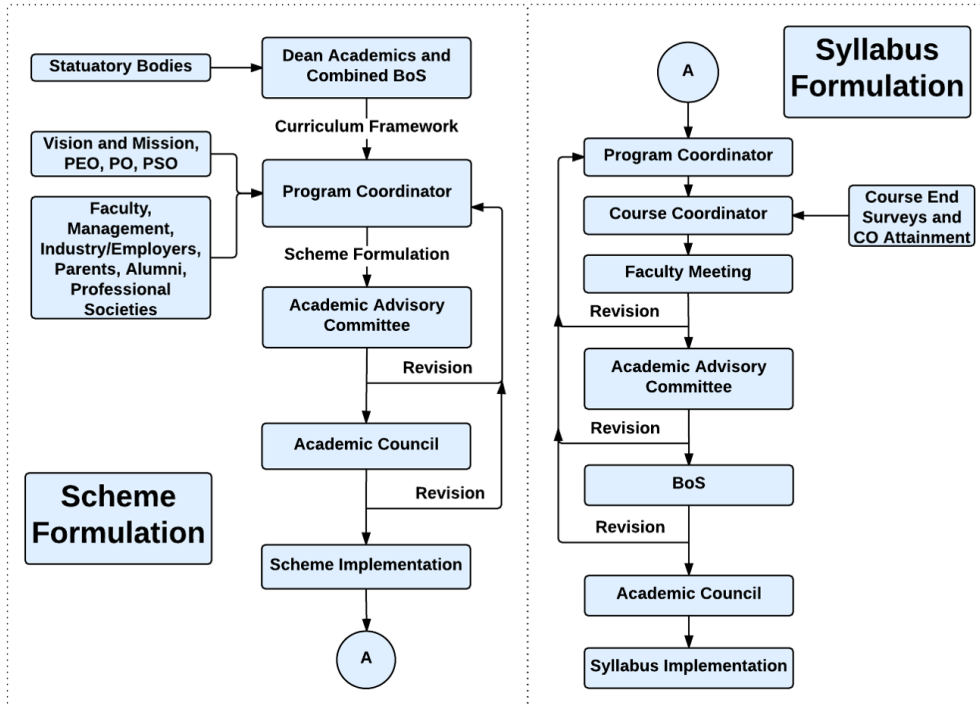 Statuatory Bodies
Dean Academics and
Combined BoS
Curriculum Framework
Vision and Mission,
PEO, PO, PSO
Program Coordinator
Faculty,
Management,
Industry/Employers,
Parents, Alumni,
Professional
Societies
Scheme Formulation
Academic Advisory
Committee
Revision
Academic Council
Revision
Scheme
Formulation
Scheme Implementation
A
A
Syllabus
Formulation
Program Coordinator
Course Coordinator
Course End
Surveys and
CO Attainment
Faculty Meeting
Revision
Academic Advisory
Committee
Revision
BoS
Revision
Academic Council
Syllabus Implementation